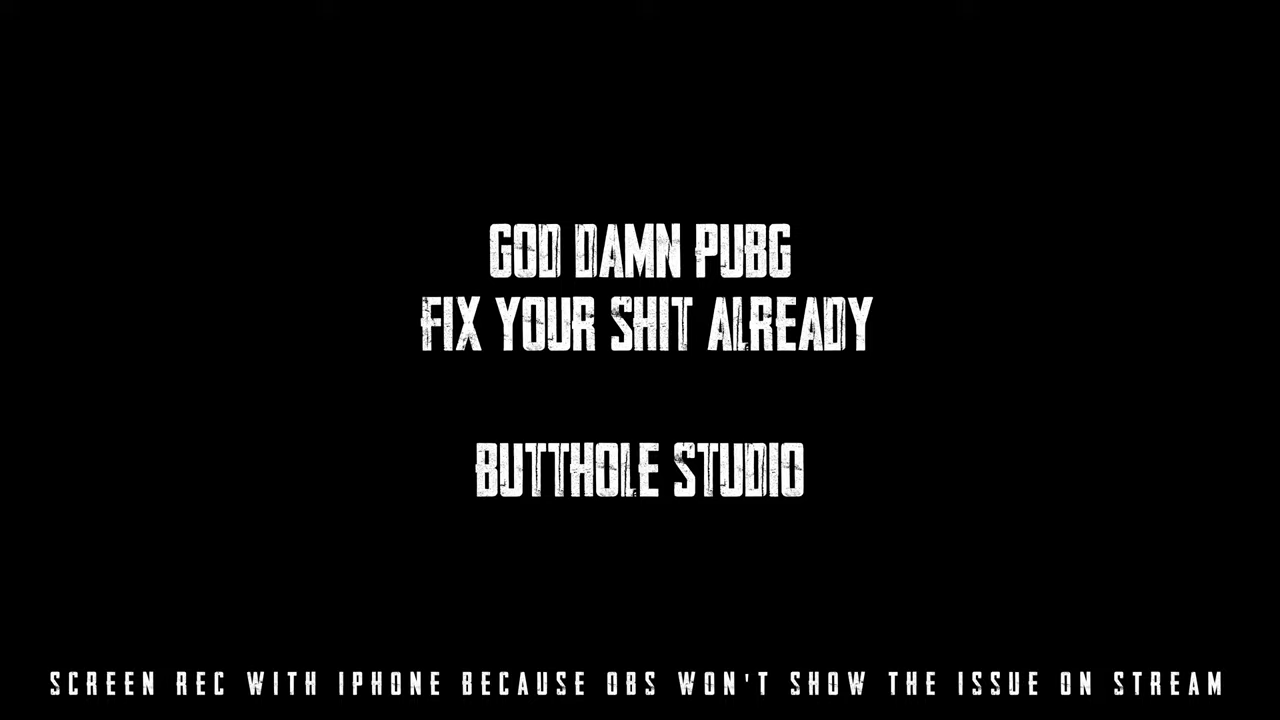 GOD DAMN PUBG
FIX YOUR SHIT ALREADY
BUTTHOLE STUDIO
SCREEN REC WITH IPHONE BECAUSE OBS WON'T SHOW THE ISSUE ON STREAM